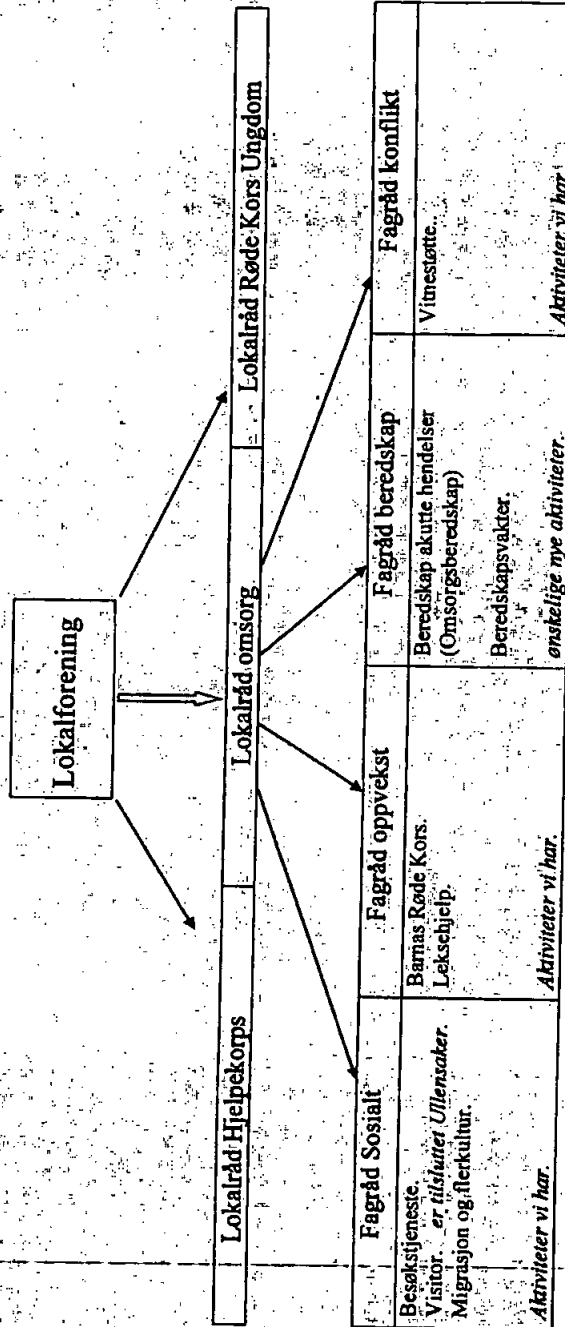 Lokalforening
Lokalråd Hjelpekorps
Lokalråd omsorg
Lokalråd Røde Kors Ungdom
Fagråd Sosialt
Besøkstjeneste.
Visitor. er tilsluttet Ullensaker.
Migrasjon og flerkultur.
Aktiviteter vi har.
Fagråd oppvekst
Barnas Røde Kors.
Leksehjelp.
Aktiviteter vi har.
Fagråd beredskap
Beredskap akutte hendelser
(Omsorgsberedskap)
Beredskapsvakter.
ønskelige nye aktiviteter.
Fagråd konflikt
Vitnestøtte..
Aktiviteter vi har